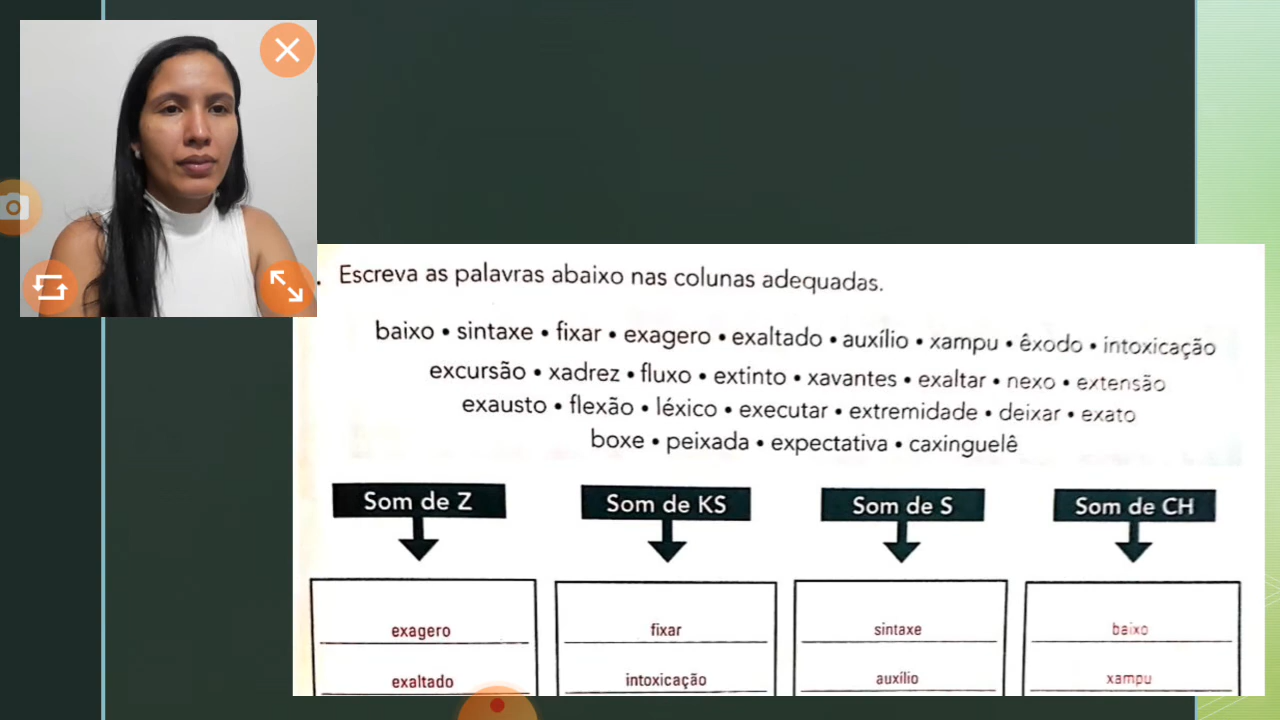 Escreva as palavras abaixo nas colunas adequadas.
baixo • sintaxe • fixar • exagero • exaltado • auxílio • xampu • êxodo • intoxicação
excursão • xadrez • fluxo • extinto • xavantes • exaltar • nexo • extensão
exausto • flexão • léxico • executar • extremidade • deixar • exato
boxe • peixada • expectativa • caxinguelê
Som de Z Som de KS Som de S Som de CH
exagero fixar sintaxe baixo
exaltado intoxicação auxílio xampu